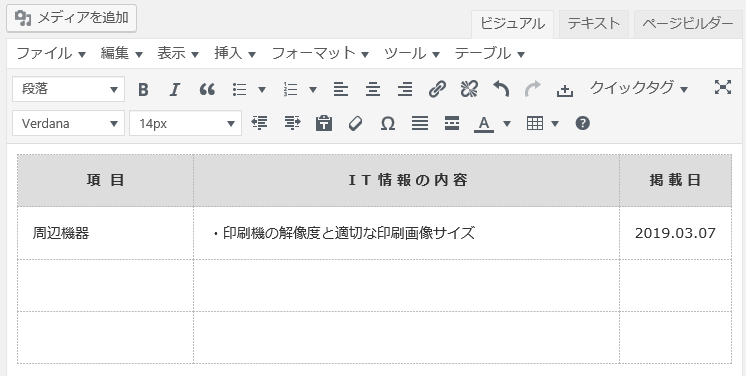 メディアを追加
ビジュアル テキスト ページビルダー
ファイル 編集 表示 挿入 フォーマット ツール テーブル
段落 B I クイックタグ
Verdana 14px Ω A
項 目 I T 情 報 の 内 容 掲 載 日
周辺機器 ・印刷機の解像度と適切な印刷画像サイズ 2019.03.07